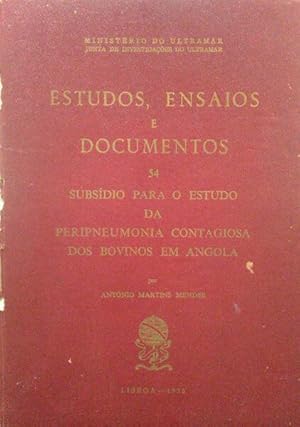 MINISTÉRIO DO ULTRAMAR
JUNTA DE INVESTIGAÇÕES DO ULTRAMAR
ESTUDOS, ENSAIOS
E
DOCUMENTOS
54
SUBSÍDIO PARA O ESTUDO
DA
PERIPNEUMONIA CONTAGIOSA
DOS BOVINOS EM ANGOLA
por
ANTÓNIO MARTINS MENDES
LISBOA —